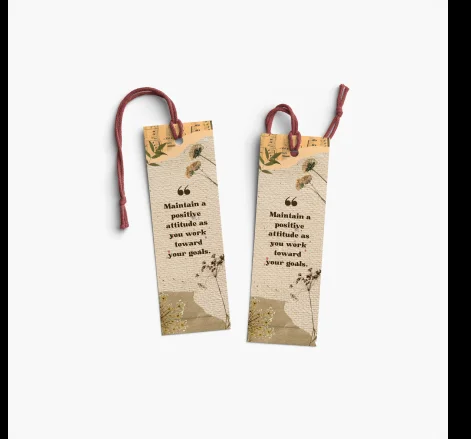 ❝
Maintain a
positive
attitude as
you work
toward
your goals.
❝
Maintain a
positive
attitude as
you work
toward
your goals.